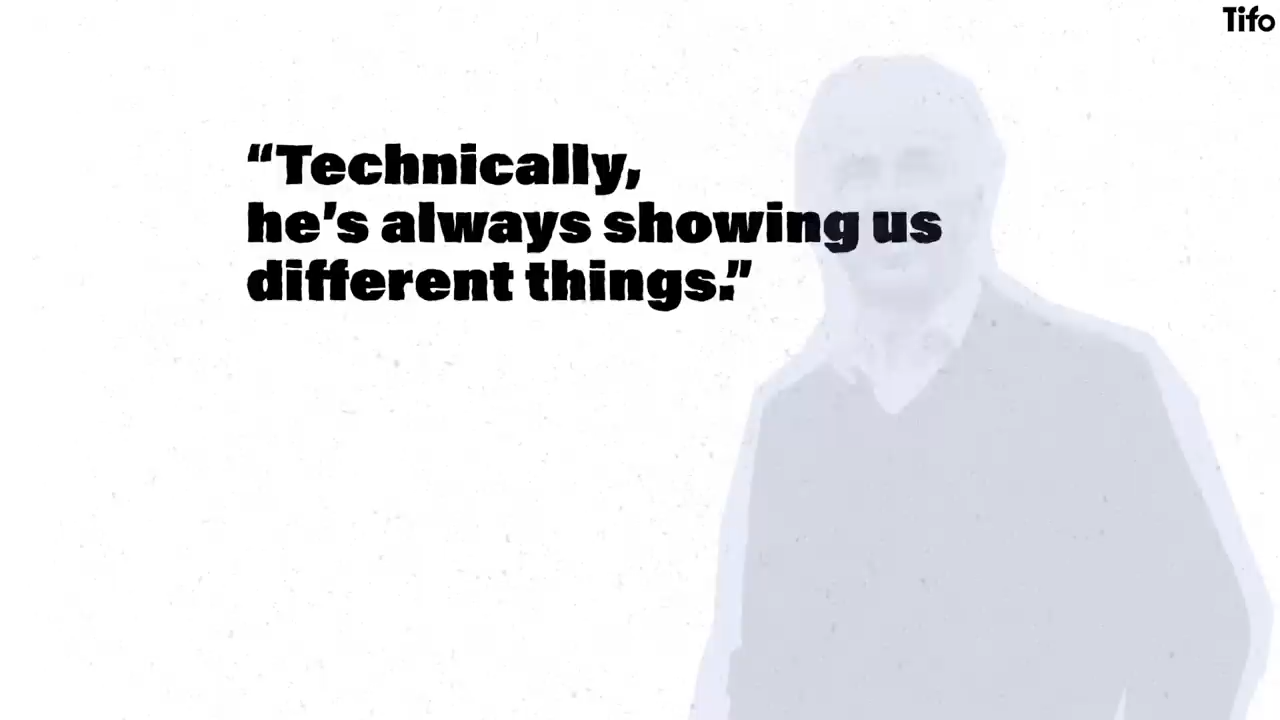 Tifo
“Technically,
he’s always showing us
different things.”